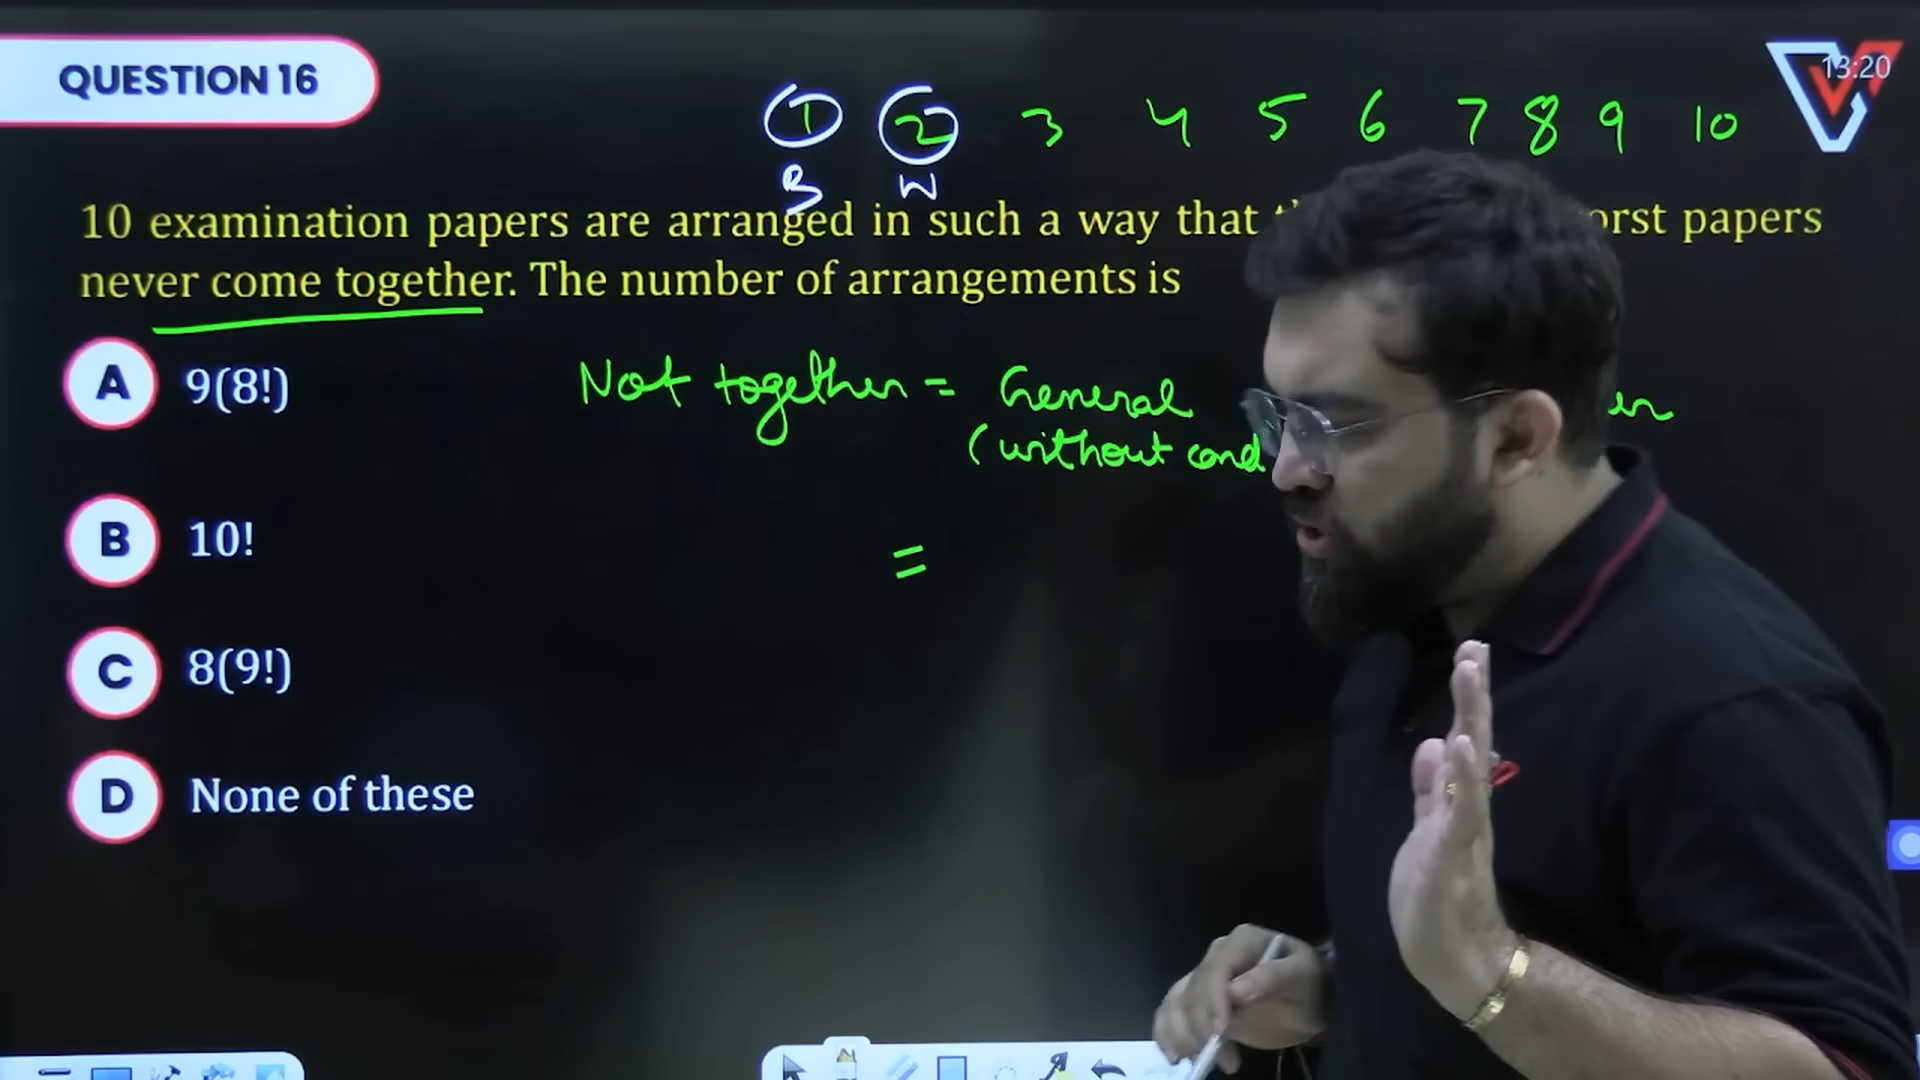 QUESTION 16
13:20
1 2 3 4 5 6 7 8 9 10
B W
10 examination papers are arranged in such a way that papers
never come together. The number of arrangements is
A 9(8!)
Not together = General
(without cond
=
B 10!
C 8(9!)
D None of these